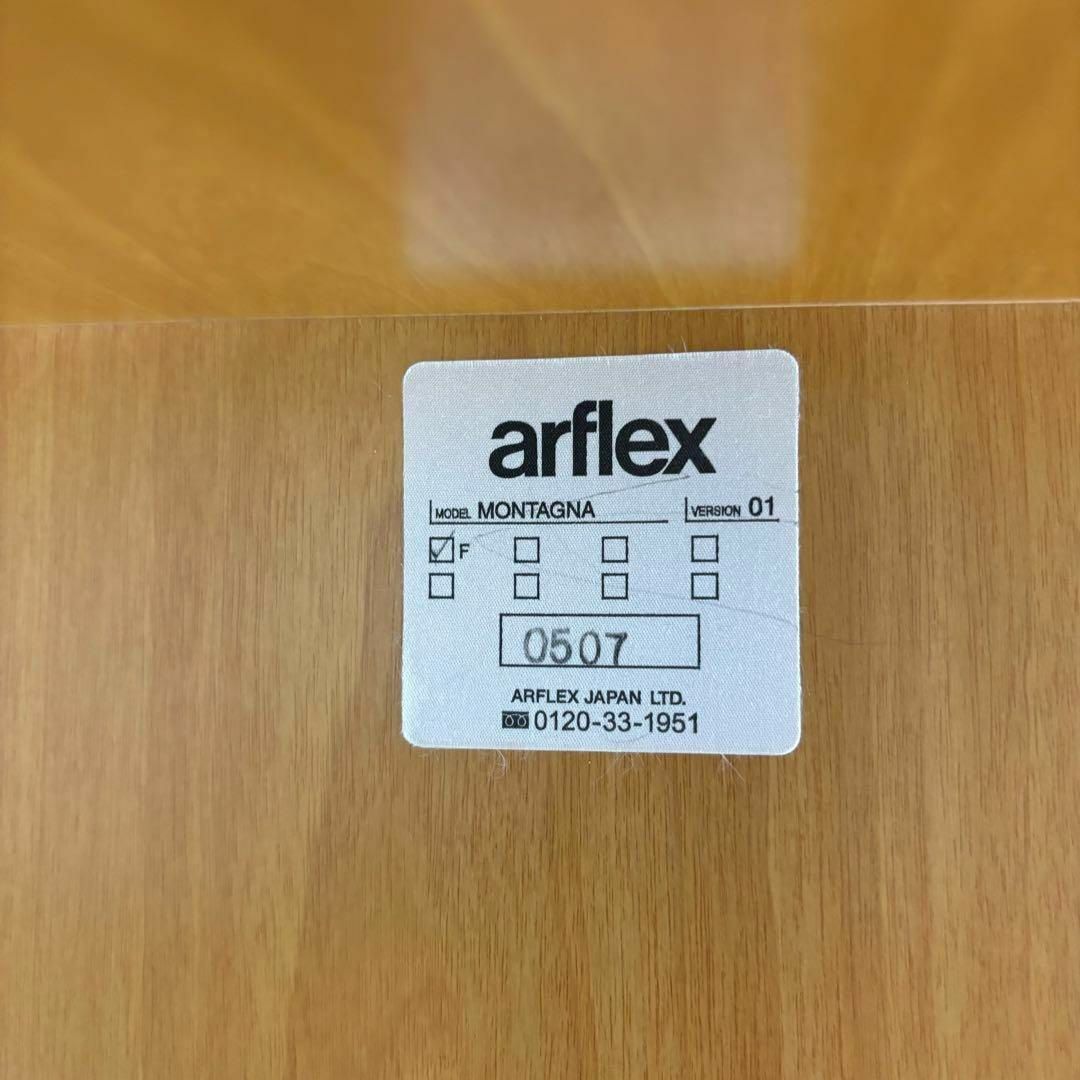 arflex
MODEL MONTAGNA VERSION 01
☑ F ☐ ☐ ☐
☐ ☐ ☐ ☐
0507
ARFLEX JAPAN LTD.
0120-33-1951